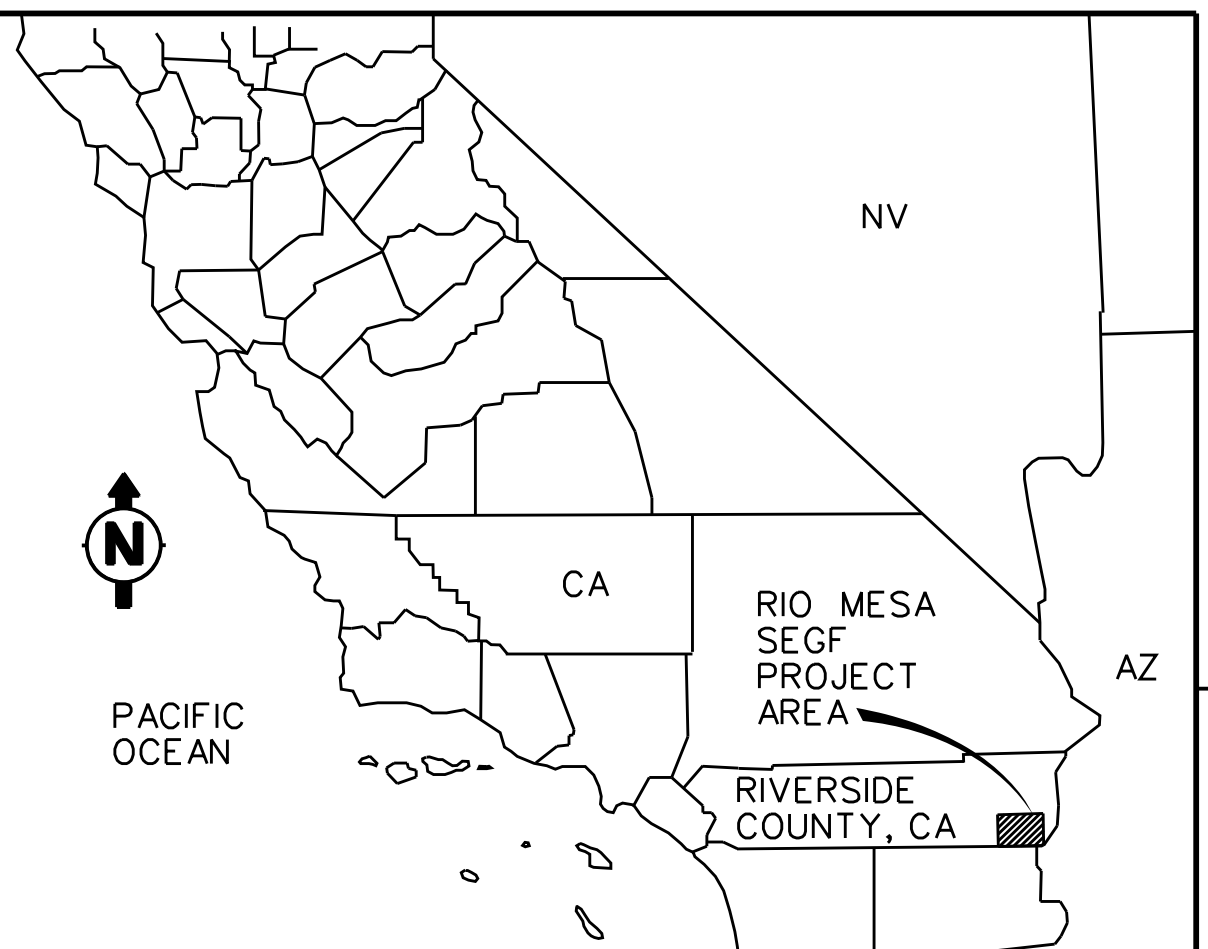 NV
N
CA
RIO MESA
SEGF
PROJECT
AREA
AZ
PACIFIC
OCEAN
RIVERSIDE
COUNTY, CA